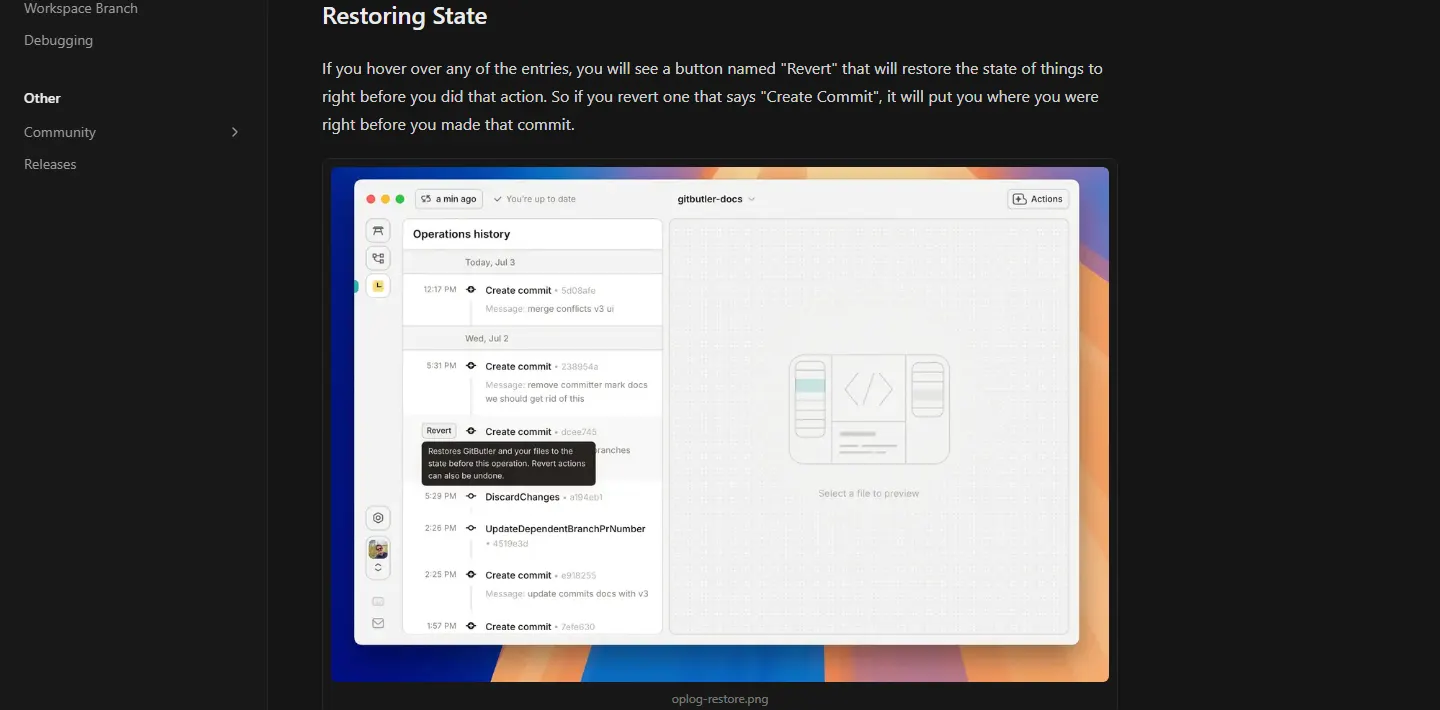 Workspace Branch
Debugging
Other
Community
Releases
Restoring State
If you hover over any of the entries, you will see a button named "Revert" that will restore the state of things to
right before you did that action. So if you revert one that says "Create Commit", it will put you where you were
right before you made that commit.
a min ago
You're up to date
gitbutler-docs
Actions
Operations history
Today, Jul 3
12:17 PM Create commit • 5d08afe
Message: merge conflicts v3 ui
Wed, Jul 2
5:31 PM Create commit • 238954a
Message: remove committer mark docs
we should get rid of this
Revert Create commit • dcee745
Restores GitButler and your files to the
state before this operation. Revert actions
can also be undone.
5:29 PM DiscardChanges • a194eb1
2:26 PM UpdateDependentBranchPrNumber
• 4519e3d
2:25 PM Create commit • e918255
Message: update commits docs with v3
1:57 PM Create commit • 7efe630
Select a file to preview
oplog-restore.png